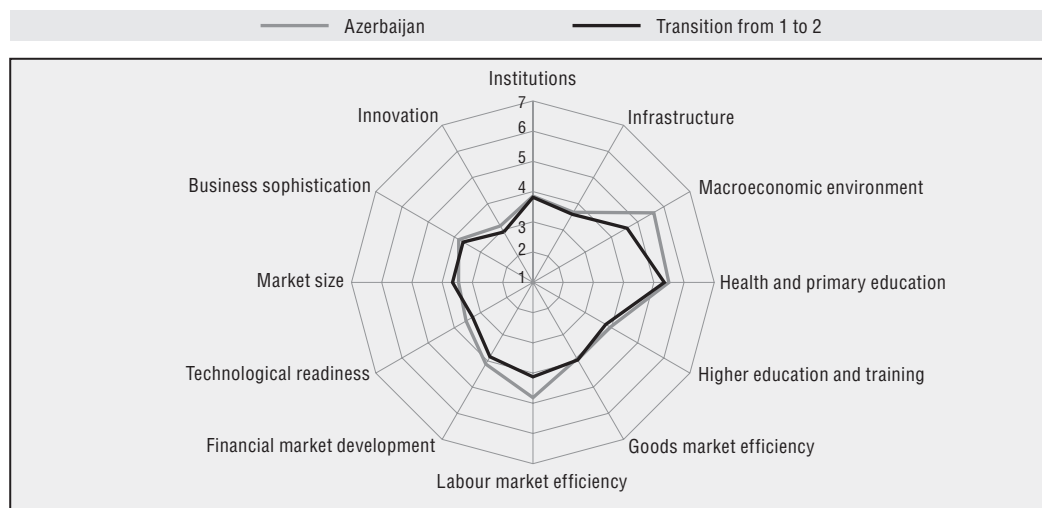 Azerbaijan Transition from 1 to 2
Institutions
7
Innovation Infrastructure
6
5
Business sophistication Macroeconomic environment
4
3
2
Market size 1 Health and primary education
Technological readiness Higher education and training
Financial market development Goods market efficiency
Labour market efficiency